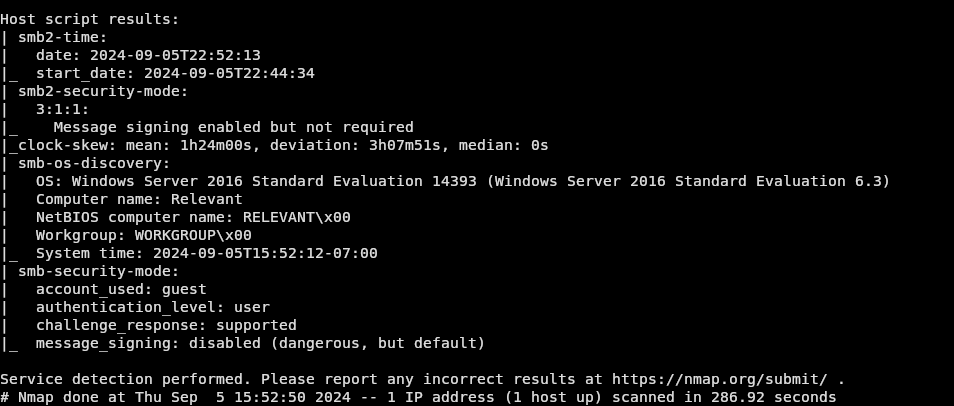 Host script results:
| smb2-time:
|   date: 2024-09-05T22:52:13
|_  start_date: 2024-09-05T22:44:34
| smb2-security-mode:
|   3:1:1:
|_    Message signing enabled but not required
|_clock-skew: mean: 1h24m00s, deviation: 3h07m51s, median: 0s
| smb-os-discovery:
|   OS: Windows Server 2016 Standard Evaluation 14393 (Windows Server 2016 Standard Evaluation 6.3)
|   Computer name: Relevant
|   NetBIOS computer name: RELEVANT\x00
|   Workgroup: WORKGROUP\x00
|_  System time: 2024-09-05T15:52:12-07:00
| smb-security-mode:
|   account_used: guest
|   authentication_level: user
|   challenge_response: supported
|_  message_signing: disabled (dangerous, but default)
Service detection performed. Please report any incorrect results at https://nmap.org/submit/ .
# Nmap done at Thu Sep  5 15:52:50 2024 -- 1 IP address (1 host up) scanned in 286.92 seconds